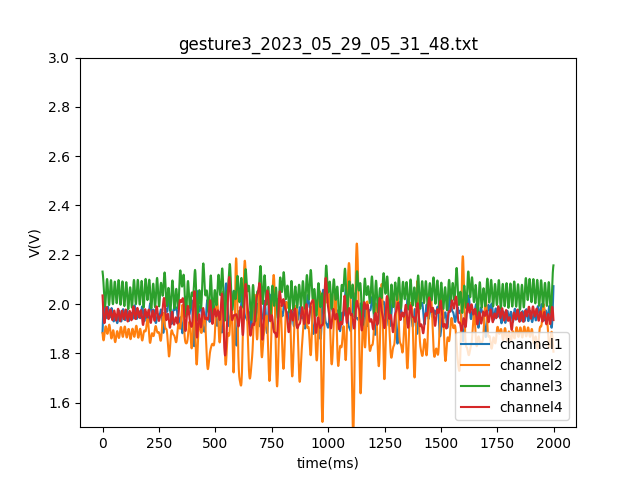 gesture3_2023_05_29_05_31_48.txt
3.0
2.8
2.6
2.4
2.2
2.0
1.8
1.6
V(V)
channel1
channel2
channel3
channel4
0 250 500 750 1000 1250 1500 1750 2000
time(ms)